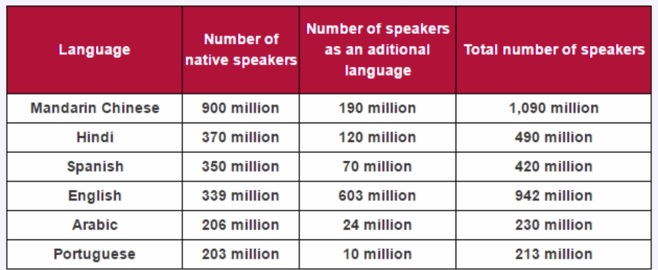 Language Number of native speakers Number of speakers as an aditional language Total number of speakers
Mandarin Chinese 900 million 190 million 1,090 million
Hindi 370 million 120 million 490 million
Spanish 350 million 70 million 420 million
English 339 million 603 million 942 million
Arabic 206 million 24 million 230 million
Portuguese 203 million 10 million 213 million